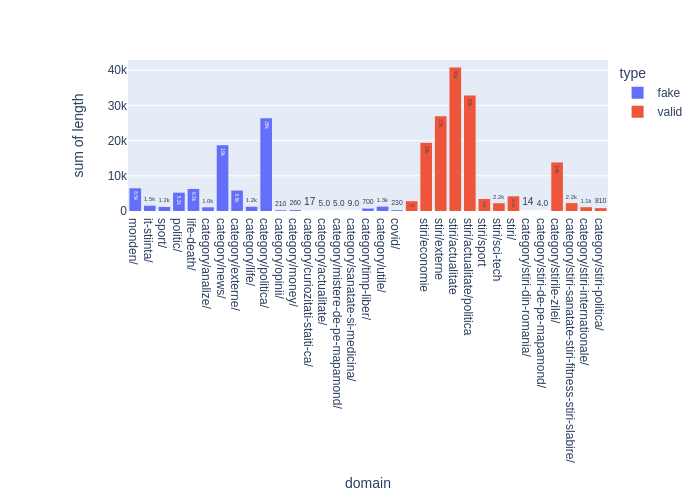 type
fake
valid
sum of length
40k
30k
20k
10k
0
1.5k
1.2k
1.0k
1.2k
210
260
17
5.0
5.0
9.0
700
1.3k
230
2.2k
14
4.0
2.2k
1.1k
810
monden/
it-stiinta/
sport/
politic/
life-death/
category/analize/
category/news/
category/externe/
category/life/
category/politica/
category/opinii/
category/money/
category/curiozitati-staiti-ca/
category/actualitate/
category/mistere-de-pe-mapamond/
category/sanatate-si-medicina/
category/timp-liber/
category/utile/
covid/
stiri/economie
stiri/externe
stiri/actualitate
stiri/actualitate/politica
stiri/sport
stiri/sci-tech
stiri/
category/stiri-din-romania/
category/stiri-de-pe-mapamond/
category/stirile-zilei/
category/stiri-sanatate-stiri-fitness-stiri-slabire/
category/stiri-internationale/
category/stiri-politica/
domain